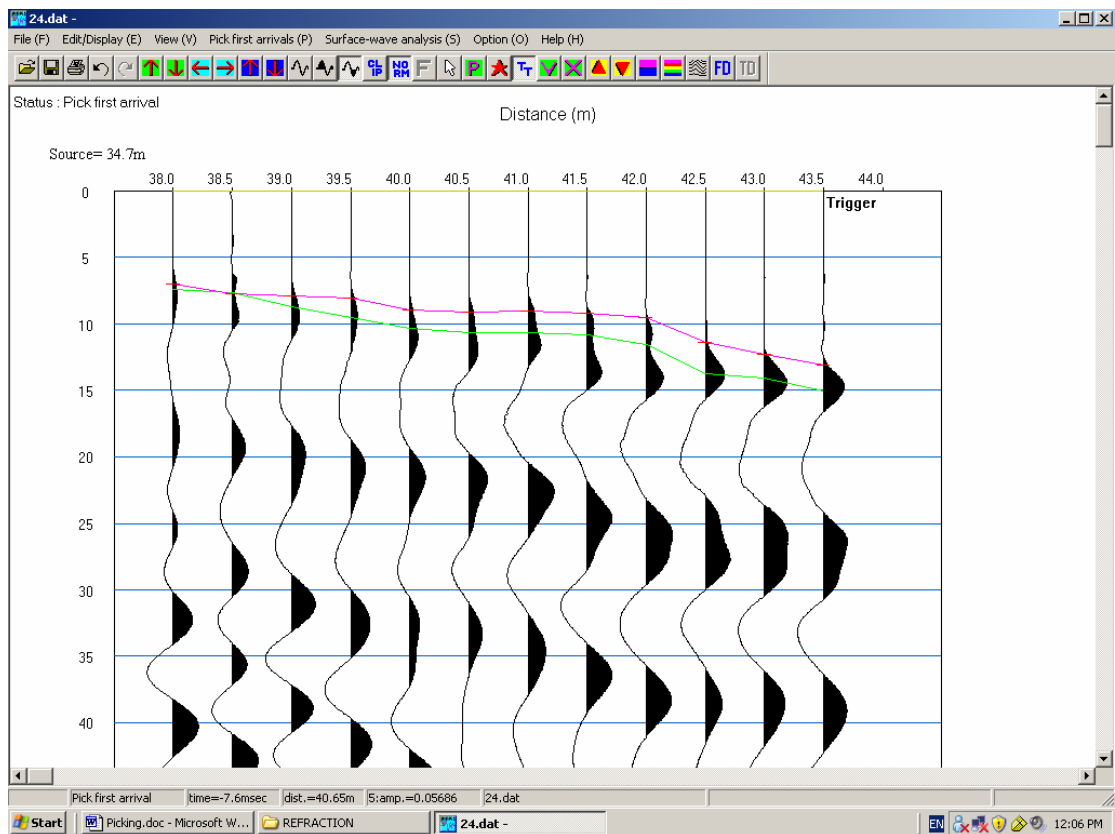 24.dat -
File (F) Edit/Display (E) View (V) Pick first arrivals (P) Surface-wave analysis (S) Option (O) Help (H)
CL IP NO RM F P TT FD TD
Status : Pick first arrival
Distance (m)
Source= 34.7m
38.0 38.5 39.0 39.5 40.0 40.5 41.0 41.5 42.0 42.5 43.0 43.5 44.0
0
Trigger
5
10
15
20
25
30
35
40
Pick first arrival time=-7.6msec dist.=40.65m 5:amp.=0.05686 24.dat
Start Picking.doc - Microsoft W... REFRACTION 24.dat - EN 12:06 PM